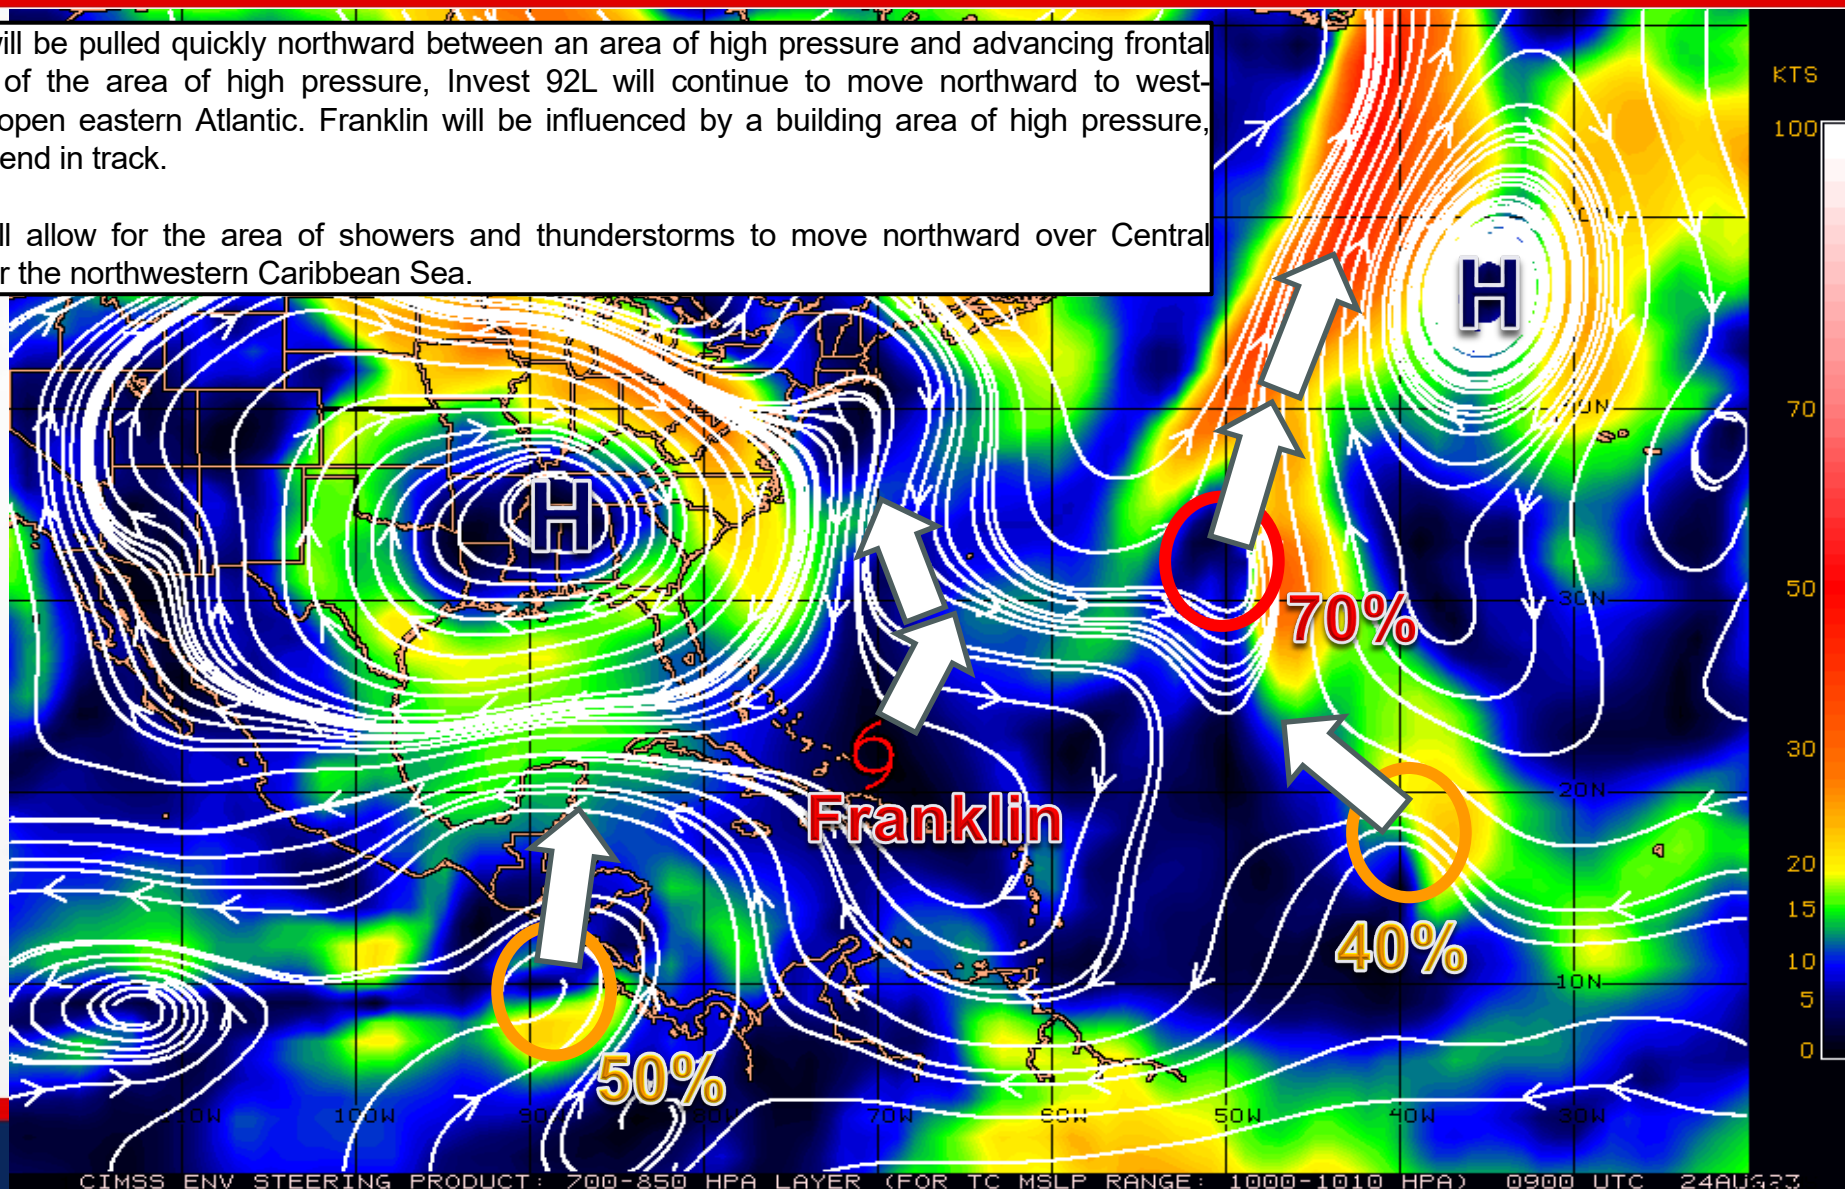 will be pulled quickly northward between an area of high pressure and advancing frontal
of the area of high pressure, Invest 92L will continue to move northward to west-
open eastern Atlantic. Franklin will be influenced by a building area of high pressure,
end in track.
ll allow for the area of showers and thunderstorms to move northward over Central
r the northwestern Caribbean Sea.
KTS
100
70
50
30
20
15
10
5
0
H
H
40N
30N
20N
10N
70%
Franklin
40%
50%
100W
80W
70W
60W
50W
40W
30W
CIMSS ENV STEERING PRODUCT: 700-850 HPA LAYER (FOR TC MSLP RANGE: 1000-1010 HPA) 0900 UTC 24AUG23